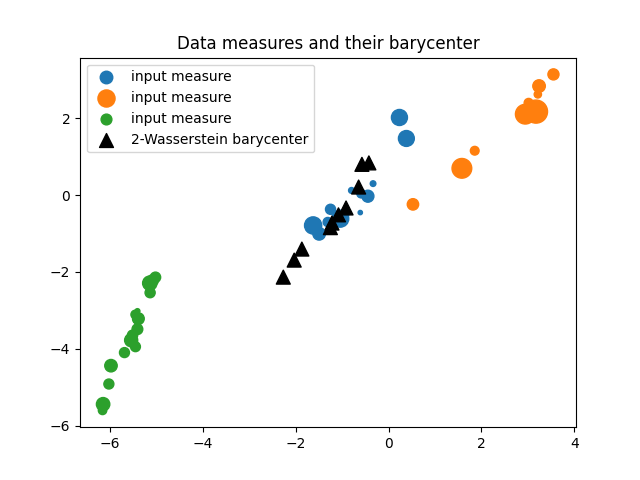 Data measures and their barycenter
input measure
input measure
input measure
2-Wasserstein barycenter
2
0
−2
−4
−6
−6 −4 −2 0 2 4